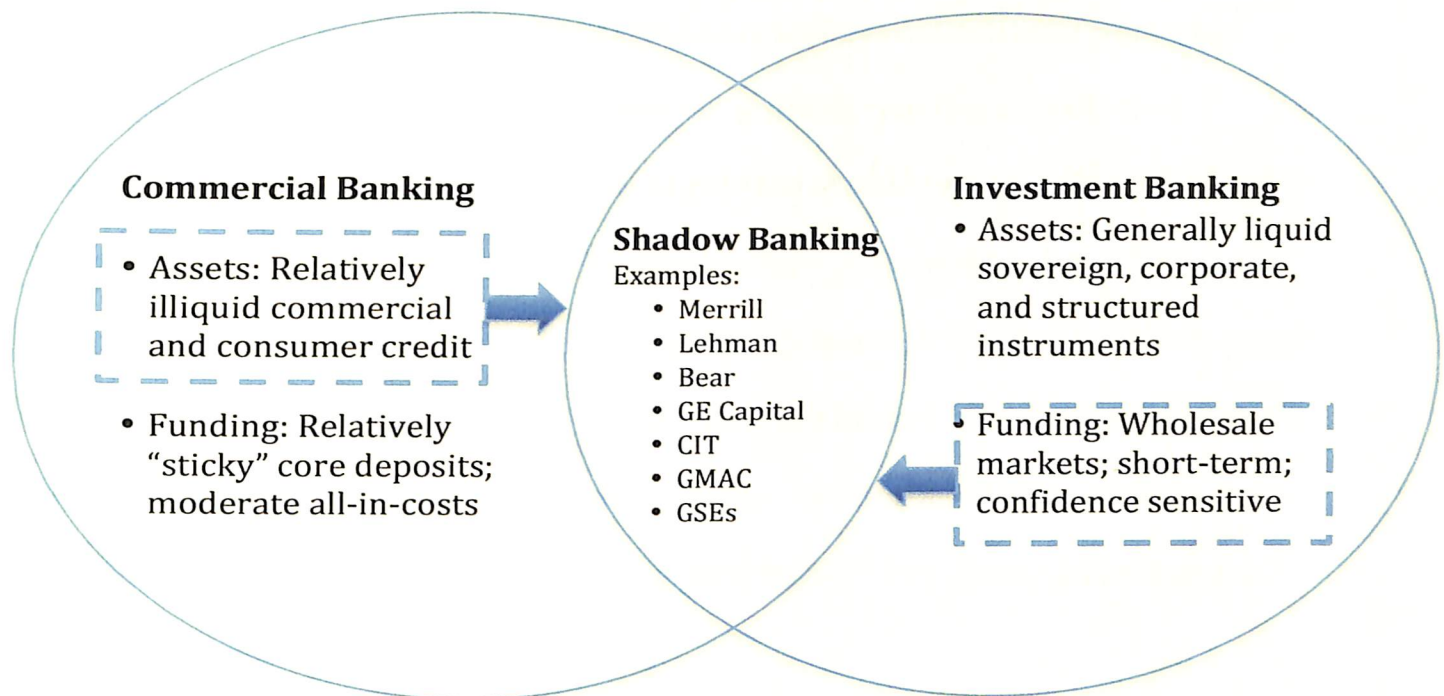 Commercial Banking
• Assets: Relatively
illiquid commercial
and consumer credit
• Funding: Relatively
“sticky” core deposits;
moderate all-in-costs
Shadow Banking
Examples:
• Merrill
• Lehman
• Bear
• GE Capital
• CIT
• GMAC
• GSEs
Investment Banking
• Assets: Generally liquid
sovereign, corporate,
and structured
instruments
• Funding: Wholesale
markets; short-term;
confidence sensitive